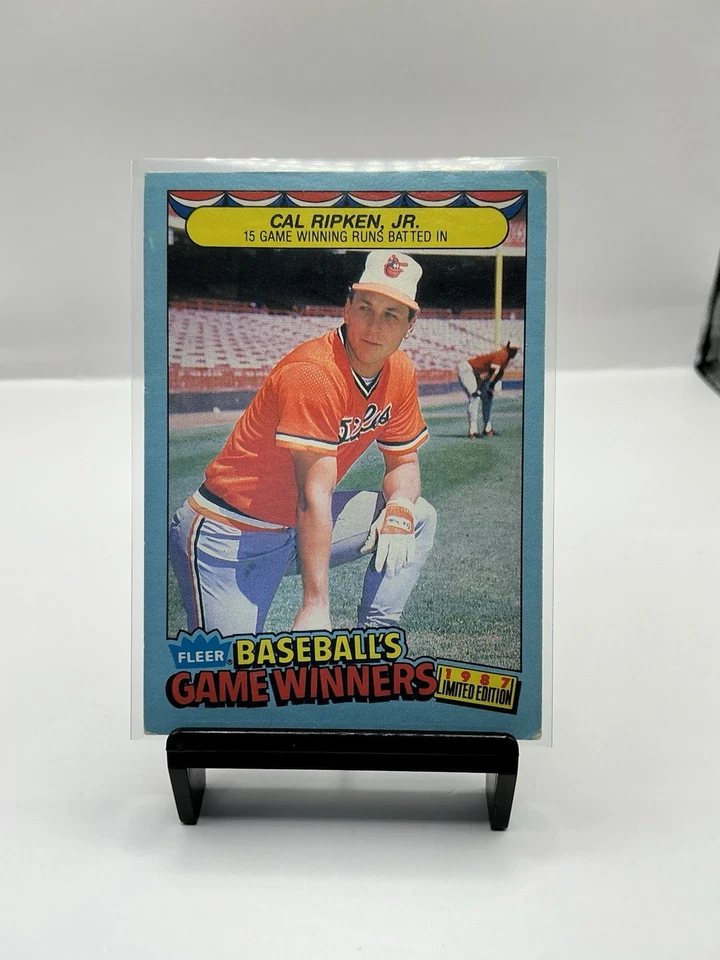 CAL RIPKEN, JR.
15 GAME WINNING RUNS BATTED IN
FLEER® BASEBALL'S
GAME WINNERS
1987
LIMITED EDITION